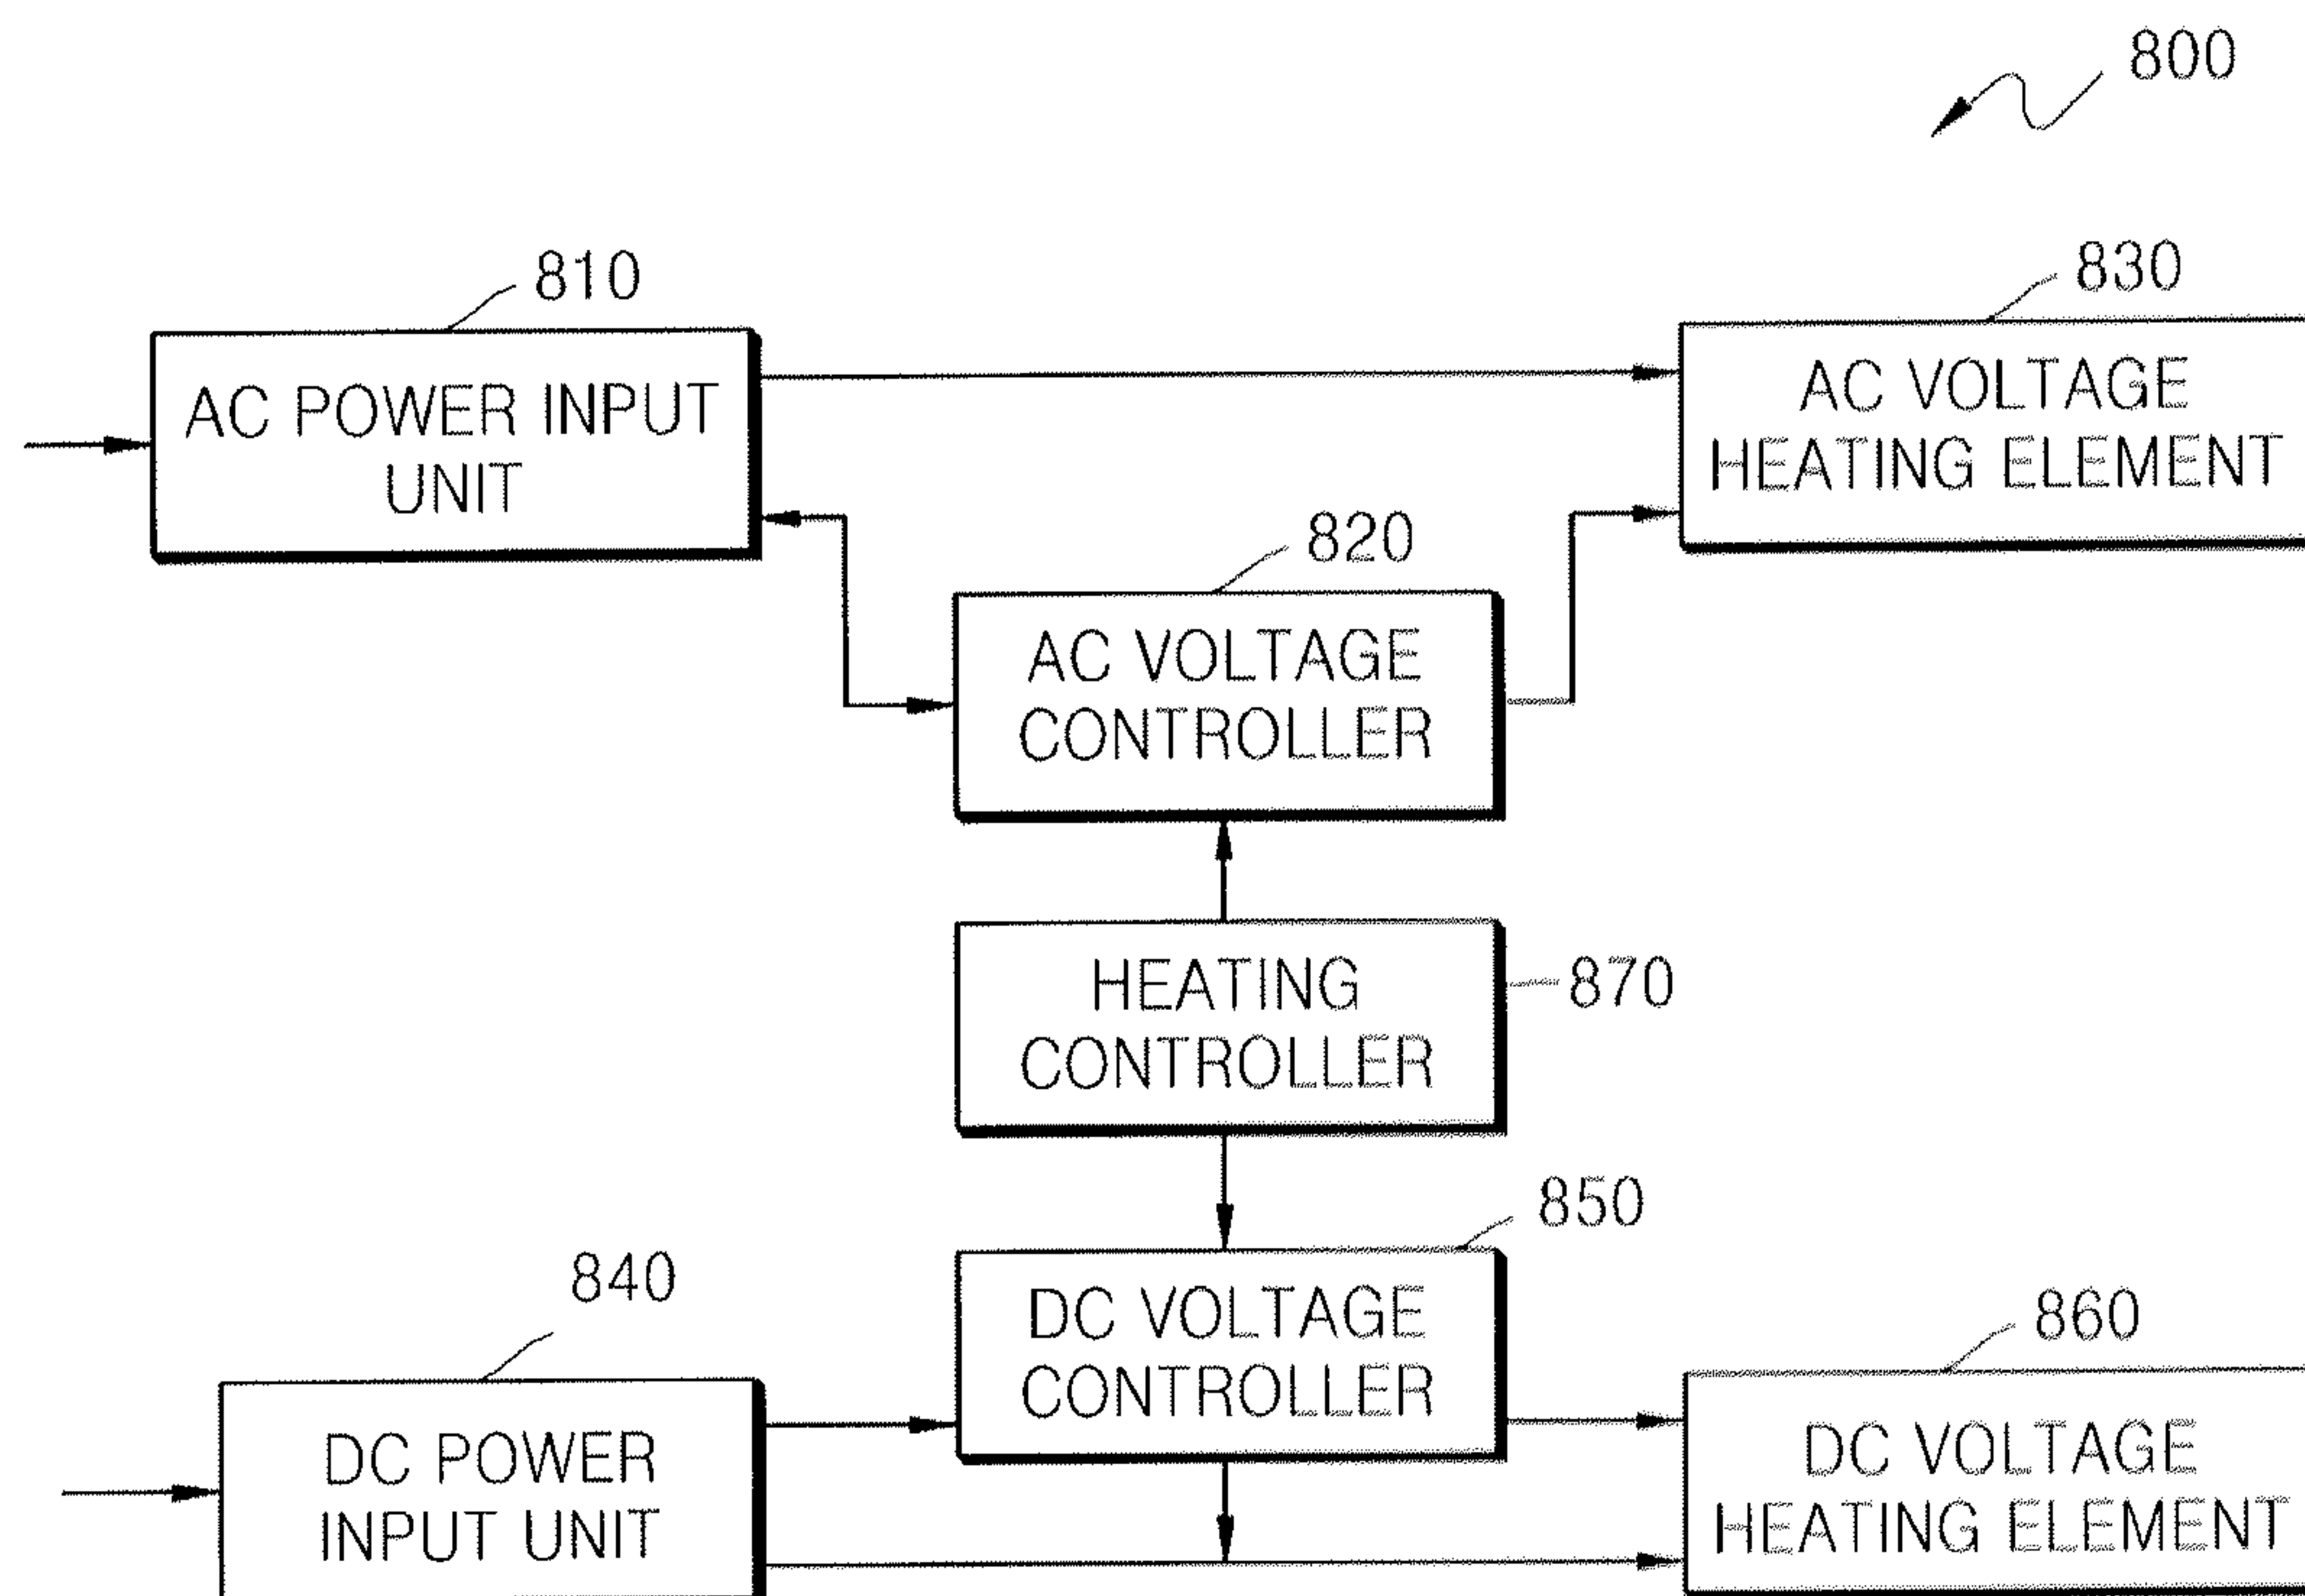 800
810
830
AC POWER INPUT
UNIT
AC VOLTAGE
HEATING ELEMENT
820
AC VOLTAGE
CONTROLLER
HEATING
CONTROLLER
870
850
840
DC VOLTAGE
CONTROLLER
860
DC POWER
INPUT UNIT
DC VOLTAGE
HEATING ELEMENT